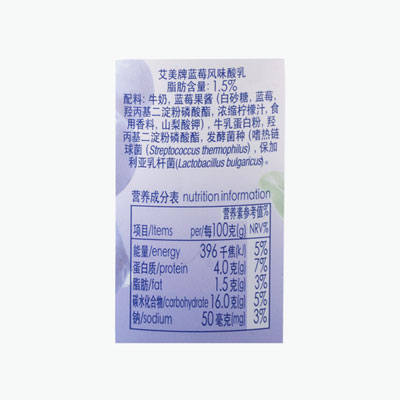 艾美牌蓝莓风味酸乳
脂肪含量：1.5%
配料：牛奶, 蓝莓果酱（白砂糖, 蓝莓,
羟丙基二淀粉磷酸酯, 浓缩柠檬汁, 食
用香料, 山梨酸钾）, 牛乳蛋白粉, 羟
丙基二淀粉磷酸酯, 发酵菌种（嗜热链
球菌（Streptococcus thermophilus）, 保加
利亚乳杆菌(Lactobacillus bulgaricus）。
营养成分表 nutrition information
营养素参考值%
项目/Items per/每100克(g) NRV%
能量/energy 396 千焦(kJ) 5%
蛋白质/protein 4.0 克(g) 7%
脂肪/fat 1.5 克(g) 3%
碳水化合物/carbohydrate 16.0 克(g) 5%
钠/sodium 50 毫克(mg) 3%